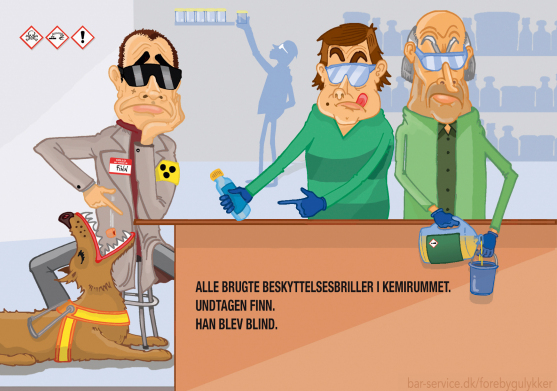 Finn
ALLE BRUGTE BESKYTTELSESBRILLER I KEMIRUMMET.
UNDTAGEN FINN.
HAN BLEV BLIND.
bar-service.dk/forebygulykker